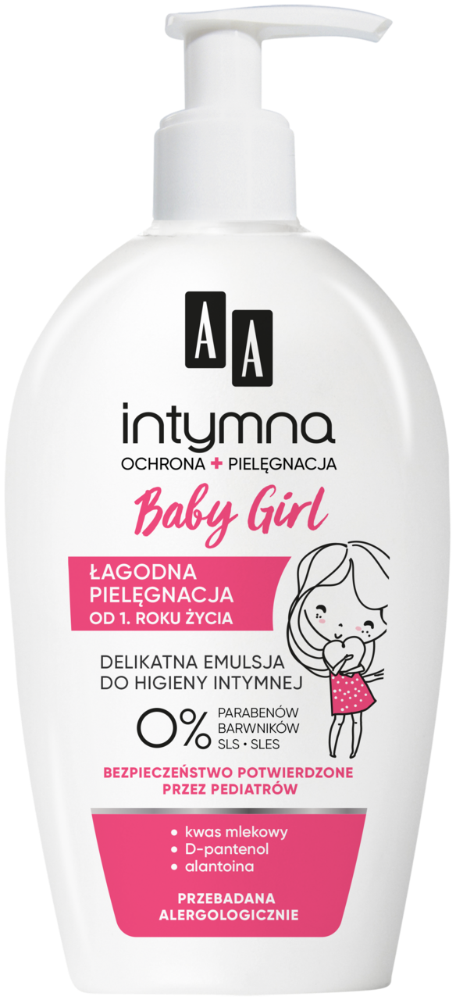 AA
intymna
OCHRONA + PIELĘGNACJA
Baby Girl
ŁAGODNA
PIELĘGNACJA
OD 1. ROKU ŻYCIA
DELIKATNA EMULSJA
DO HIGIENY INTYMNEJ
0% PARABENÓW
BARWNIKÓW
SLS • SLES
BEZPIECZEŃSTWO POTWIERDZONE
PRZEZ PEDIATRÓW
• kwas mlekowy
• D-pantenol
• alantoina
PRZEBADANA
ALERGOLOGICZNIE